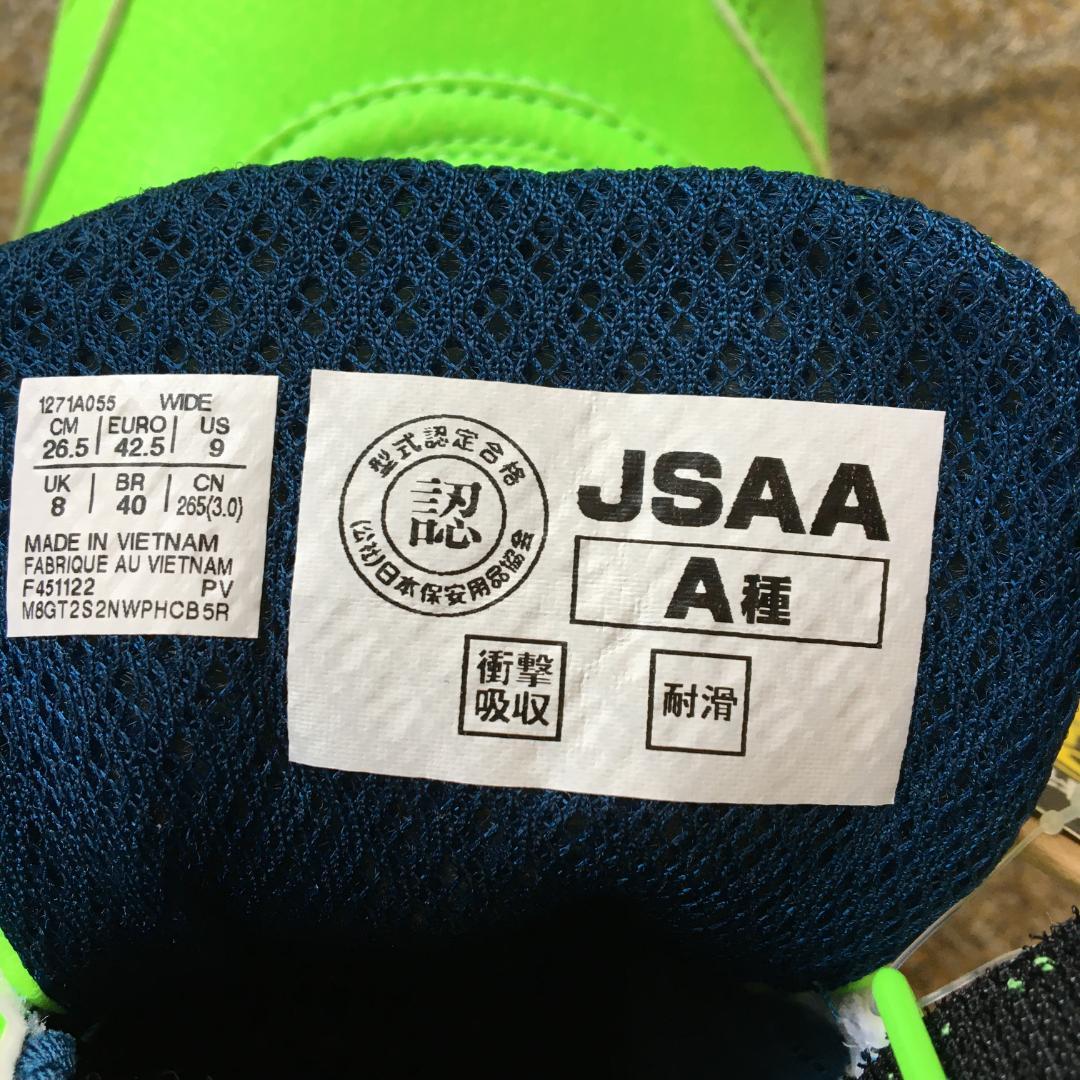 1271A055 WIDE
CM EURO US
26.5 42.5 9
UK BR CN
8 40 265(3.0)
MADE IN VIETNAM
FABRIQUE AU VIETNAM
F451122 PV
M8GT2S2NWPHCB5R
型式認定合格
認
(公社)日本保安用品協会
JSAA
A種
衝撃
吸収
耐滑